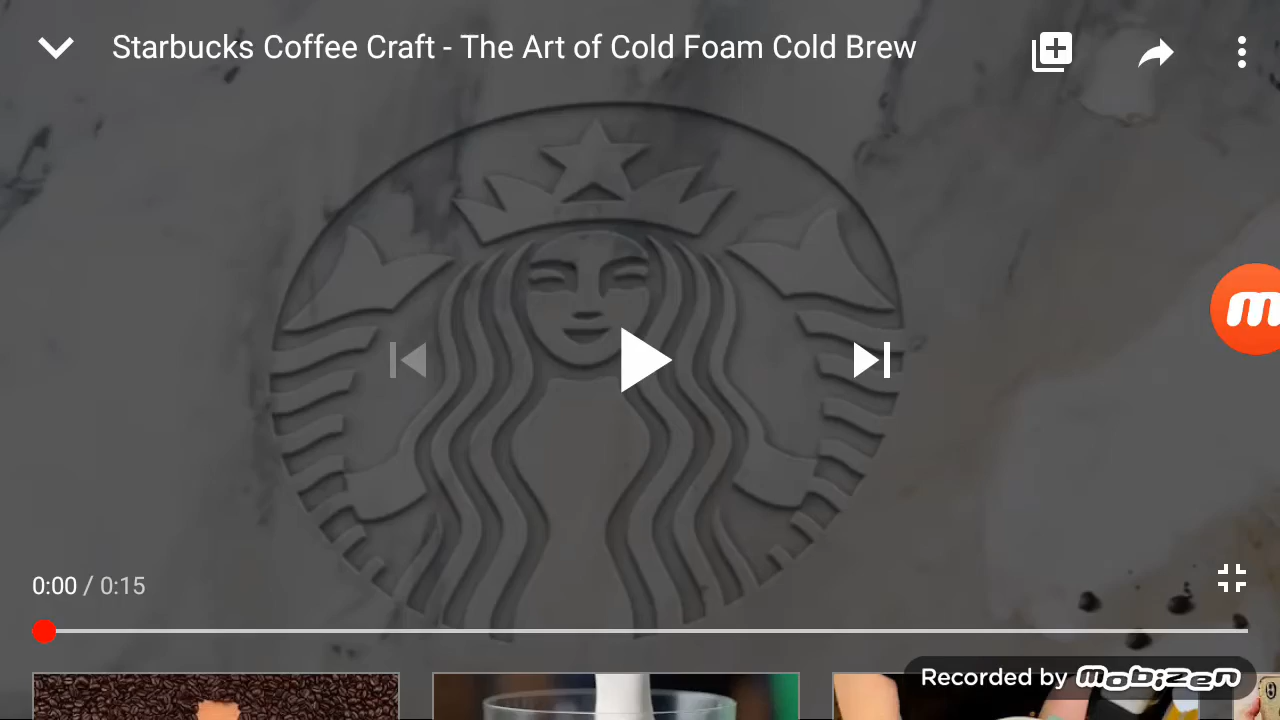 Starbucks Coffee Craft - The Art of Cold Foam Cold Brew
m
0:00 / 0:15
Recorded by mobizen